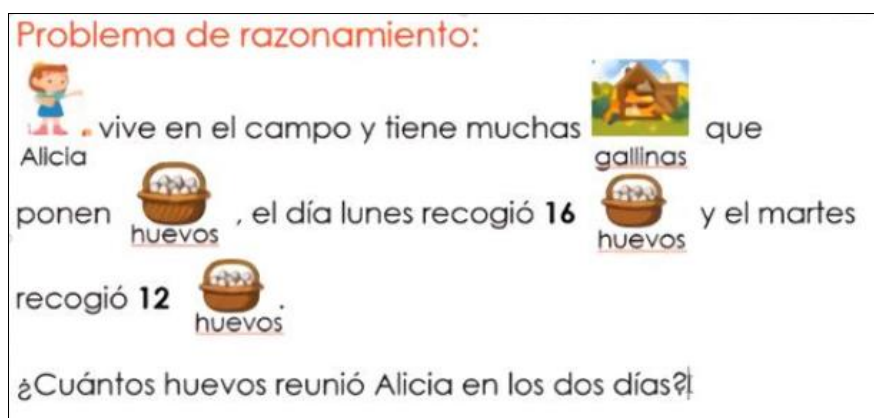 Problema de razonamiento:
vive en el campo y tiene muchas que
Alicia gallinas
ponen , el día lunes recogió 16 y el martes
huevos huevos
recogió 12 .
huevos
¿Cuántos huevos reunió Alicia en los dos días?